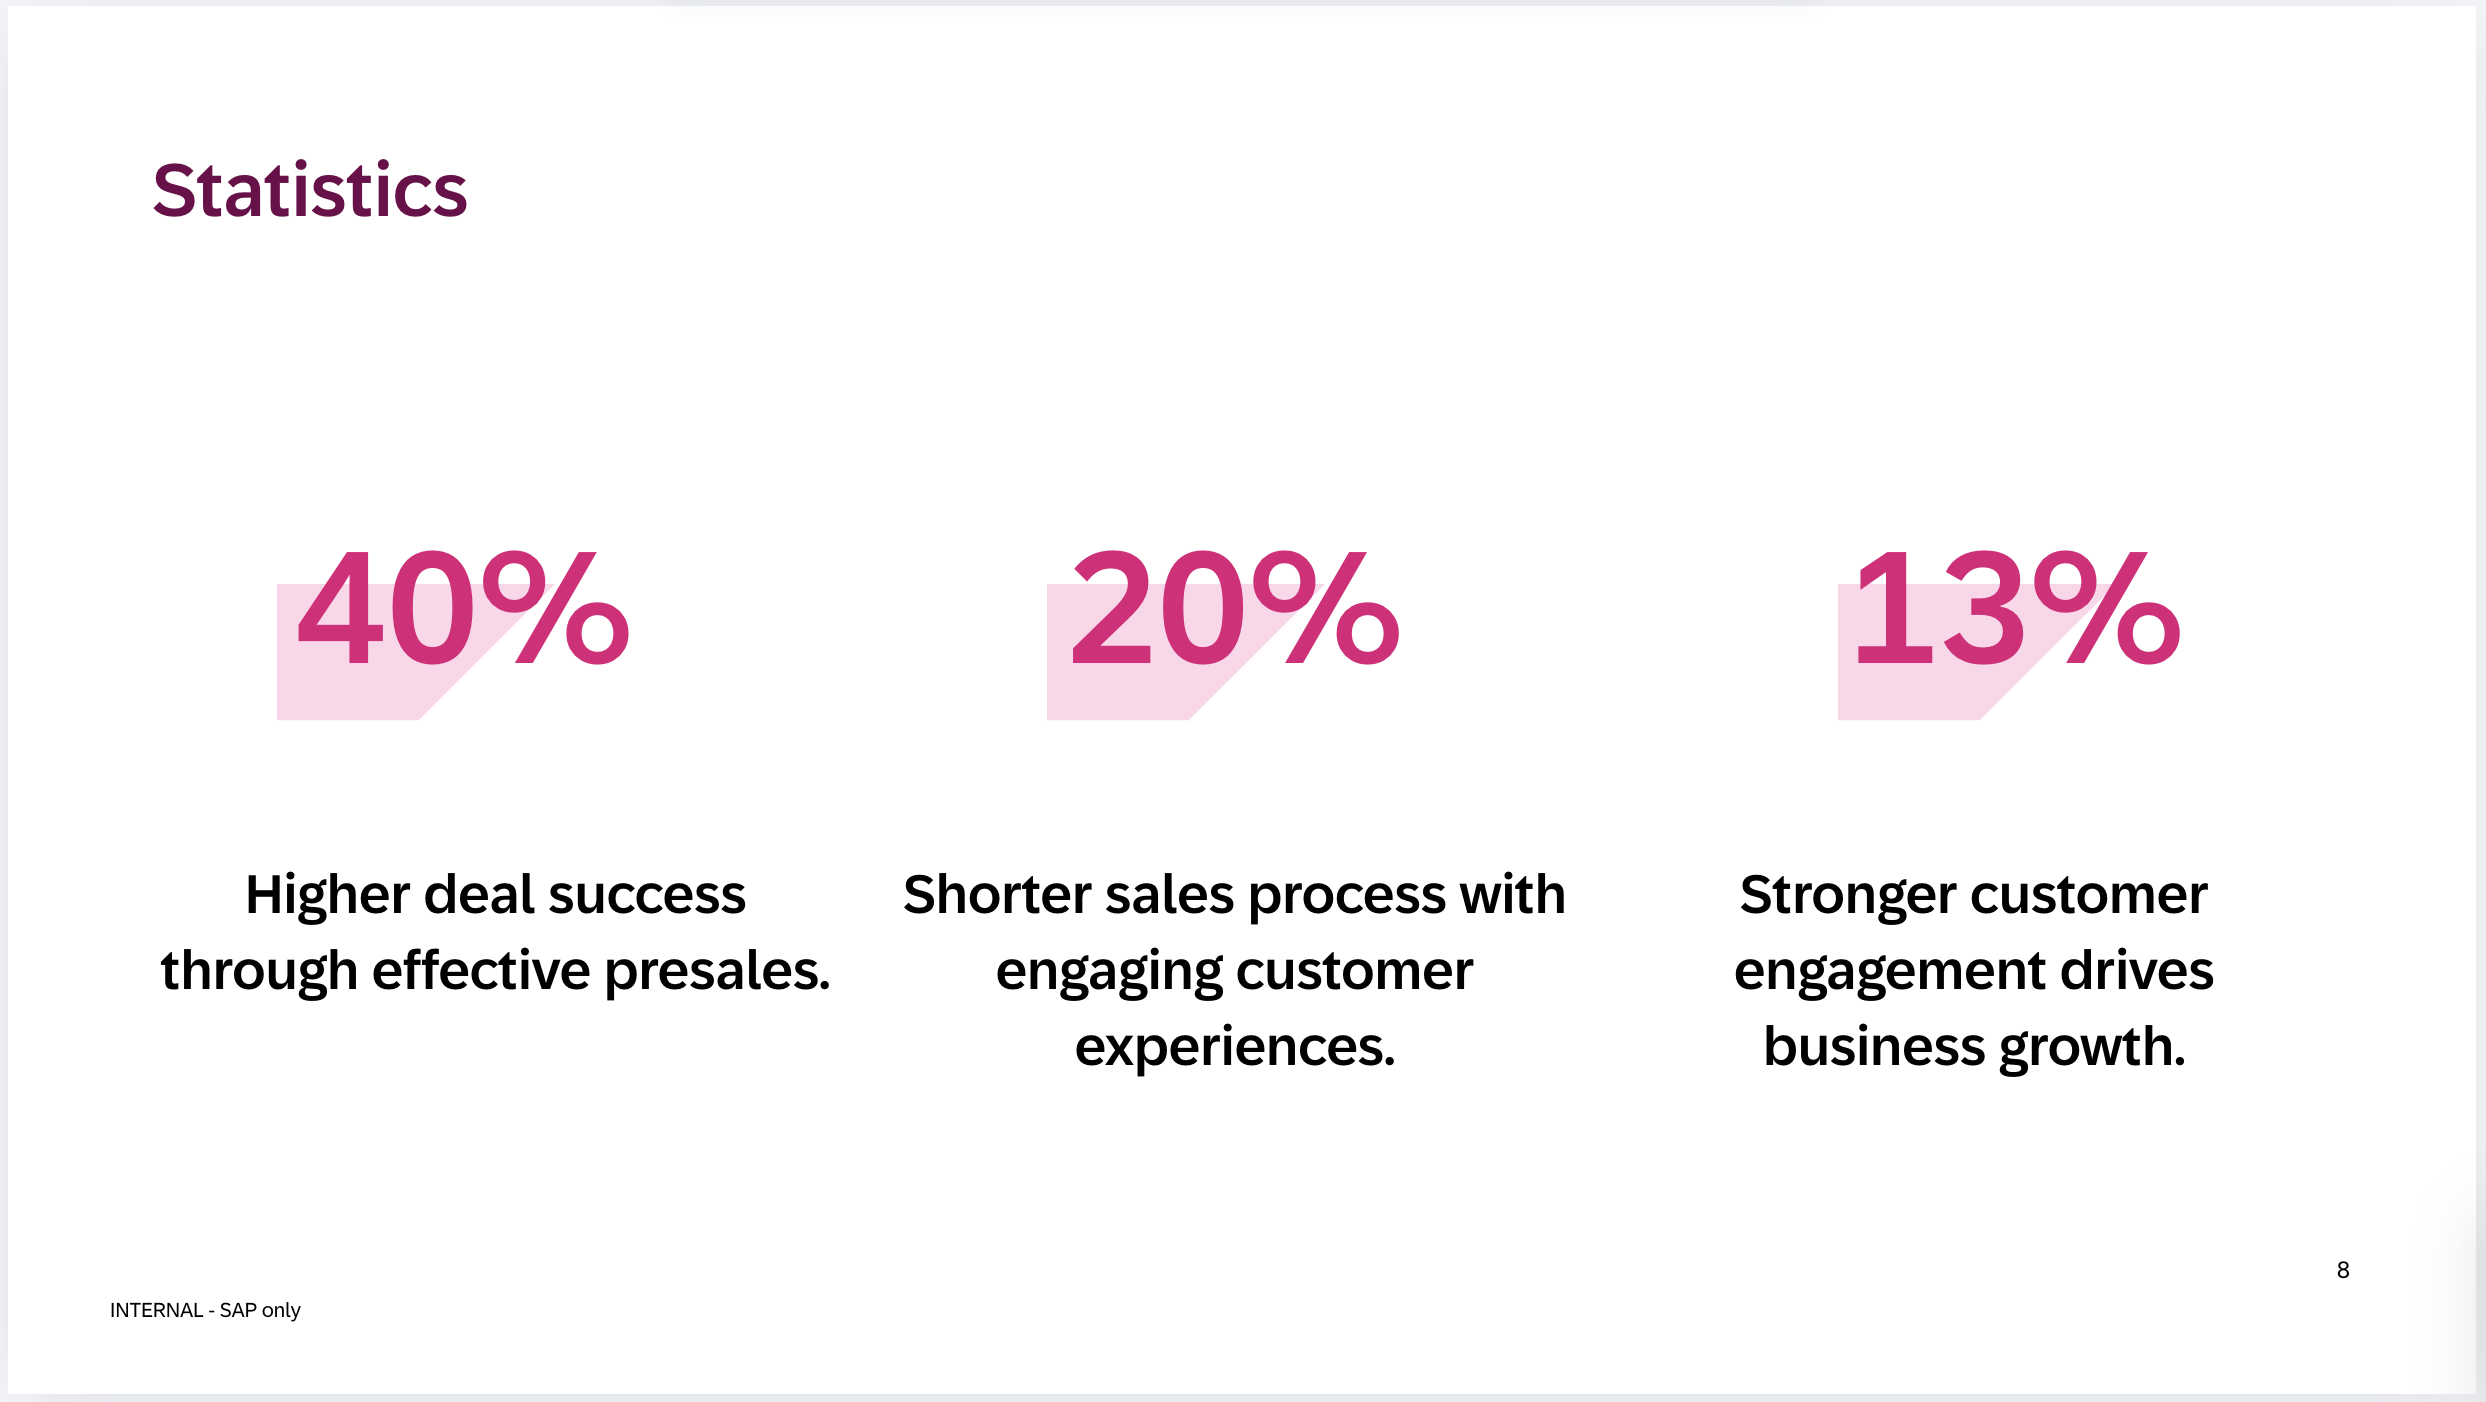 Statistics
40%
20%
13%
Higher deal success
through effective presales.
Shorter sales process with
engaging customer
experiences.
Stronger customer
engagement drives
business growth.
8
INTERNAL - SAP only